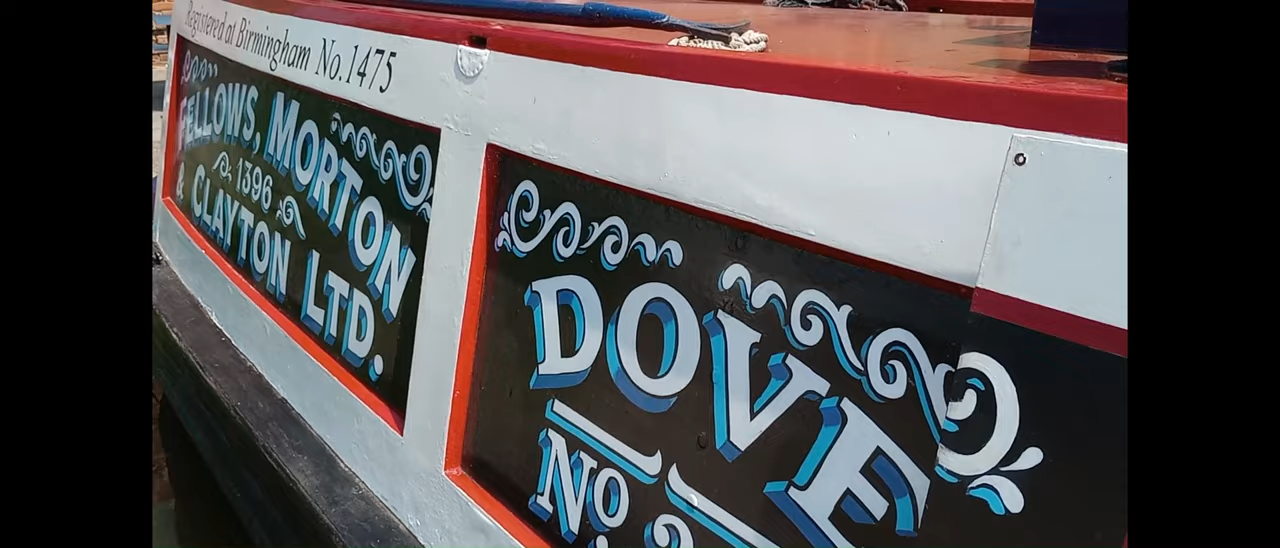 Registered at Birmingham No.1475
FELLOWS, MORTON
1396
& CLAYTON LTD.
DOVE
No.